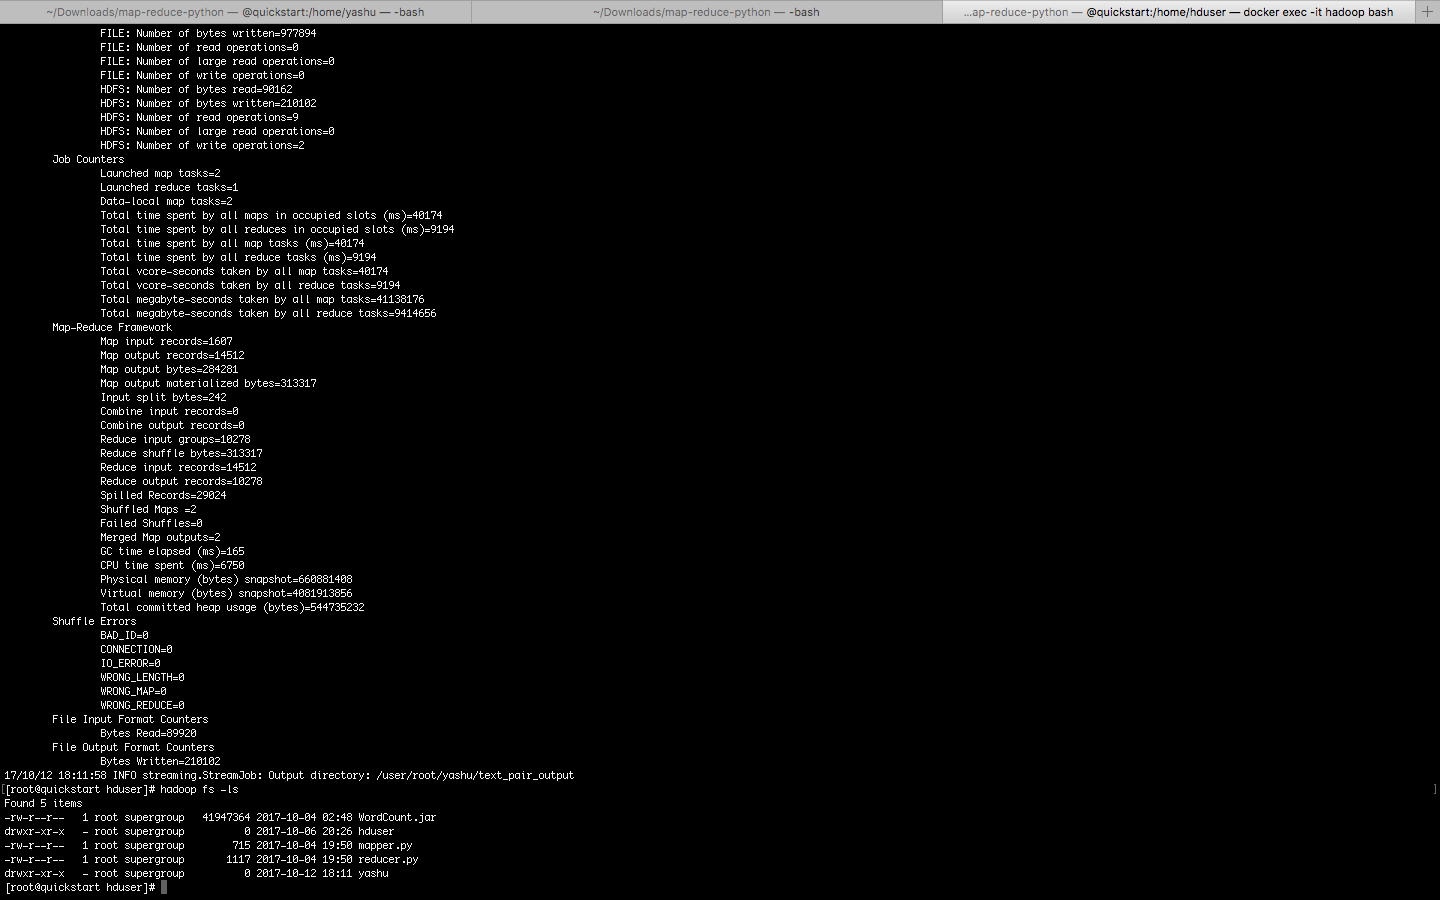 ~/Downloads/map-reduce-python — @quickstart:/home/yashu — -bash
~/Downloads/map-reduce-python — -bash
...ap-reduce-python — @quickstart:/home/hduser — docker exec -it hadoop bash
FILE: Number of bytes written=977894
FILE: Number of read operations=0
FILE: Number of large read operations=0
FILE: Number of write operations=0
HDFS: Number of bytes read=90162
HDFS: Number of bytes written=210102
HDFS: Number of read operations=9
HDFS: Number of large read operations=0
HDFS: Number of write operations=2
Job Counters
Launched map tasks=2
Launched reduce tasks=1
Data-local map tasks=2
Total time spent by all maps in occupied slots (ms)=40174
Total time spent by all reduces in occupied slots (ms)=9194
Total time spent by all map tasks (ms)=40174
Total time spent by all reduce tasks (ms)=9194
Total vcore-seconds taken by all map tasks=40174
Total vcore-seconds taken by all reduce tasks=9194
Total megabyte-seconds taken by all map tasks=41138176
Total megabyte-seconds taken by all reduce tasks=9414656
Map-Reduce Framework
Map input records=1607
Map output records=14512
Map output bytes=284281
Map output materialized bytes=313317
Input split bytes=242
Combine input records=0
Combine output records=0
Reduce input groups=10278
Reduce shuffle bytes=313317
Reduce input records=14512
Reduce output records=10278
Spilled Records=29024
Shuffled Maps =2
Failed Shuffles=0
Merged Map outputs=2
GC time elapsed (ms)=165
CPU time spent (ms)=6750
Physical memory (bytes) snapshot=660881408
Virtual memory (bytes) snapshot=4081913856
Total committed heap usage (bytes)=544735232
Shuffle Errors
BAD_ID=0
CONNECTION=0
IO_ERROR=0
WRONG_LENGTH=0
WRONG_MAP=0
WRONG_REDUCE=0
File Input Format Counters
Bytes Read=89920
File Output Format Counters
Bytes Written=210102
17/10/12 18:11:58 INFO streaming.StreamJob: Output directory: /user/root/yashu/text_pair_output
[root@quickstart hduser]# hadoop fs -ls
Found 5 items
-rw-r--r-- 1 root supergroup 41947364 2017-10-04 02:48 WordCount.jar
drwxr-xr-x - root supergroup 0 2017-10-06 20:26 hduser
-rw-r--r-- 1 root supergroup 715 2017-10-04 19:50 mapper.py
-rw-r--r-- 1 root supergroup 1117 2017-10-04 19:50 reducer.py
drwxr-xr-x - root supergroup 0 2017-10-12 18:11 yashu
[root@quickstart hduser]#